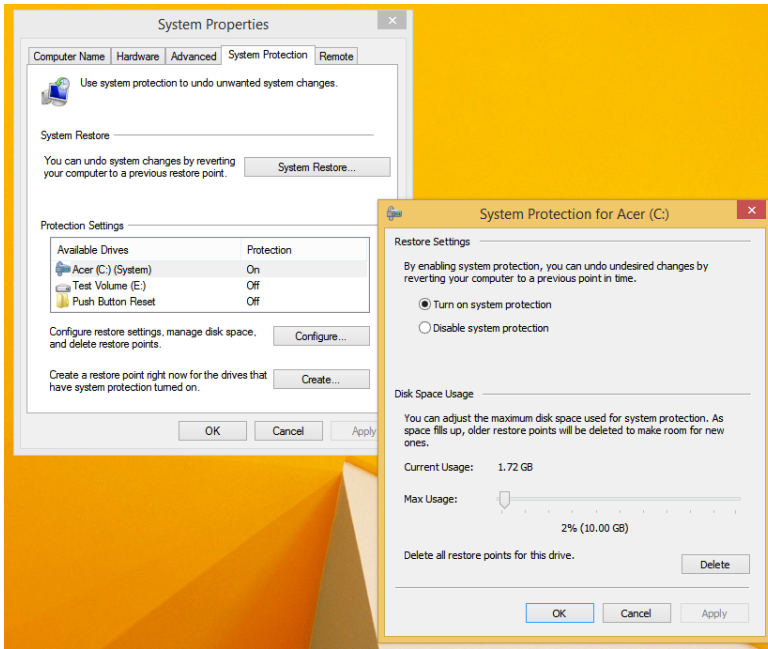 System Properties
Computer Name Hardware Advanced System Protection Remote
Use system protection to undo unwanted system changes.
System Restore
You can undo system changes by reverting
your computer to a previous restore point.
System Restore...
Protection Settings
Available Drives Protection
Acer (C:) (System) On
Test Volume (E:) Off
Push Button Reset Off
Configure restore settings, manage disk space,
and delete restore points.
Configure...
Create a restore point right now for the drives that
have system protection turned on.
Create...
OK Cancel Apply
System Protection for Acer (C:)
Restore Settings
By enabling system protection, you can undo undesired changes by
reverting your computer to a previous point in time.
Turn on system protection
Disable system protection
Disk Space Usage
You can adjust the maximum disk space used for system protection. As
space fills up, older restore points will be deleted to make room for new
ones.
Current Usage: 1.72 GB
Max Usage:
2% (10.00 GB)
Delete all restore points for this drive.
Delete
OK Cancel Apply